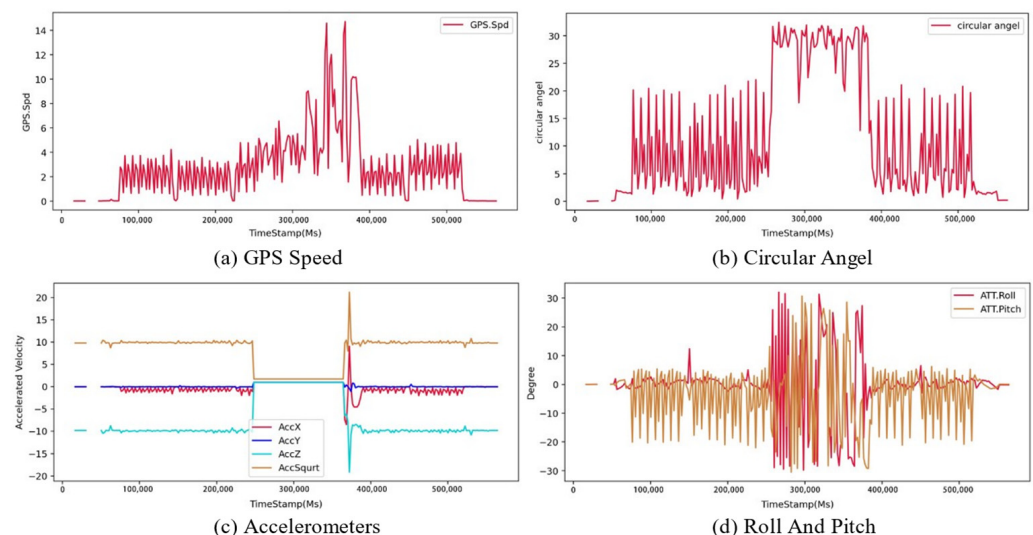 14
12
10
8
6
4
2
0
GPS.Spd
GPS.Spd
0
100,000
200,000
300,000
400,000
500,000
TimeStamp(Ms)
(a) GPS Speed
30
25
20
15
10
5
0
circular angel
circular angel
0
100,000
200,000
300,000
400,000
500,000
TimeStamp(Ms)
(b) Circular Angel
20
15
10
5
0
−5
−10
−15
−20
Accelerated Velocity
AccX
AccY
AccZ
AccSqurt
0
100,000
200,000
300,000
400,000
500,000
TimeStamp(Ms)
(c) Accelerometers
30
20
10
0
−10
−20
−30
Degree
ATT.Roll
ATT.Pitch
0
100,000
200,000
300,000
400,000
500,000
TimeStamp(Ms)
(d) Roll And Pitch